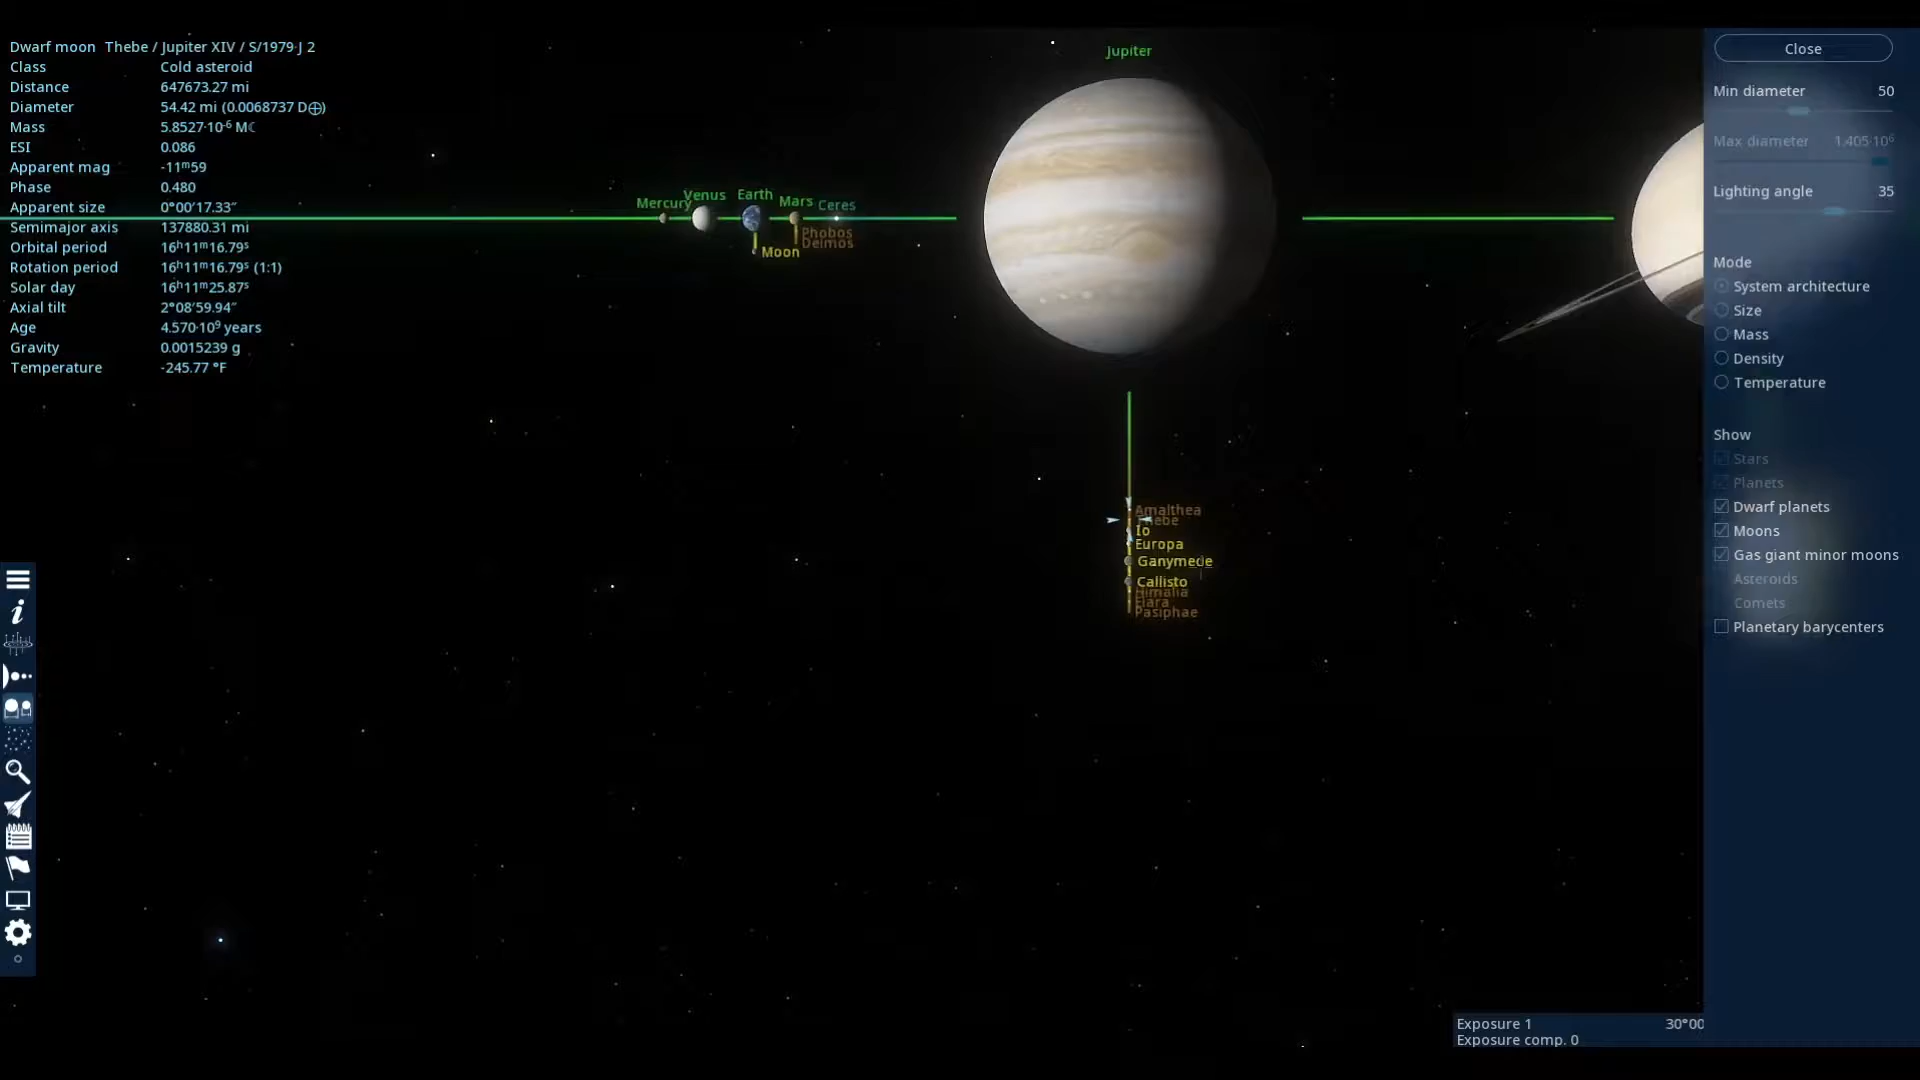 Dwarf moon Thebe / Jupiter XIV / S/1979 J 2
Class Cold asteroid
Distance 647673.27 mi
Diameter 54.42 mi (0.0068737 D⊕)
Mass 5.8527·10⁻⁶ M☾
ESI 0.086
Apparent mag -11ᵐ59
Phase 0.480
Apparent size 0°00′17.33″
Semimajor axis 137880.31 mi
Orbital period 16ʰ11ᵐ16.79ˢ
Rotation period 16ʰ11ᵐ16.79ˢ (1:1)
Solar day 16ʰ11ᵐ25.87ˢ
Axial tilt 2°08′59.94″
Age 4.570·10⁹ years
Gravity 0.0015239 g
Temperature -245.77 °F
Jupiter
Mercury
Venus
Earth
Mars
Ceres
Phobos
Deimos
Moon
Amalthea
Thebe
Io
Europa
Ganymede
Callisto
Himalia
Elara
Pasiphae
Close
Min diameter 50
Max diameter 1.405·10⁶
Lighting angle 35
Mode
System architecture
Size
Mass
Density
Temperature
Show
Stars
Planets
Dwarf planets
Moons
Gas giant minor moons
Asteroids
Comets
Planetary barycenters
Exposure 1 30°00
Exposure comp. 0